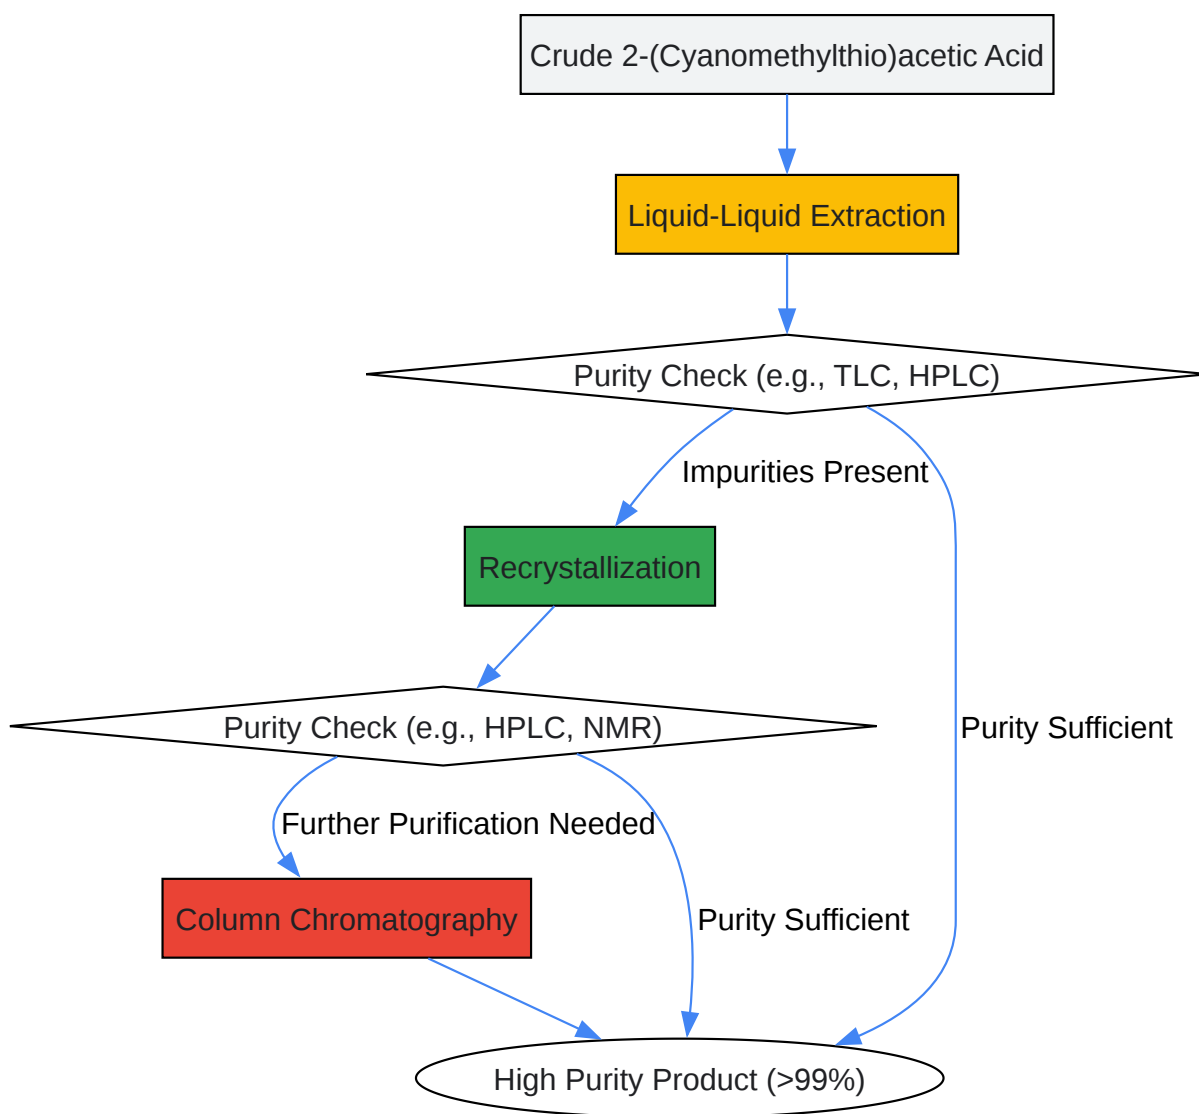 Crude 2-(Cyanomethylthio)acetic Acid
Liquid-Liquid Extraction
Purity Check (e.g., TLC, HPLC)
Impurities Present
Recrystallization
Purity Check (e.g., HPLC, NMR)
Purity Sufficient
Further Purification Needed
Column Chromatography
Purity Sufficient
High Purity Product (>99%)